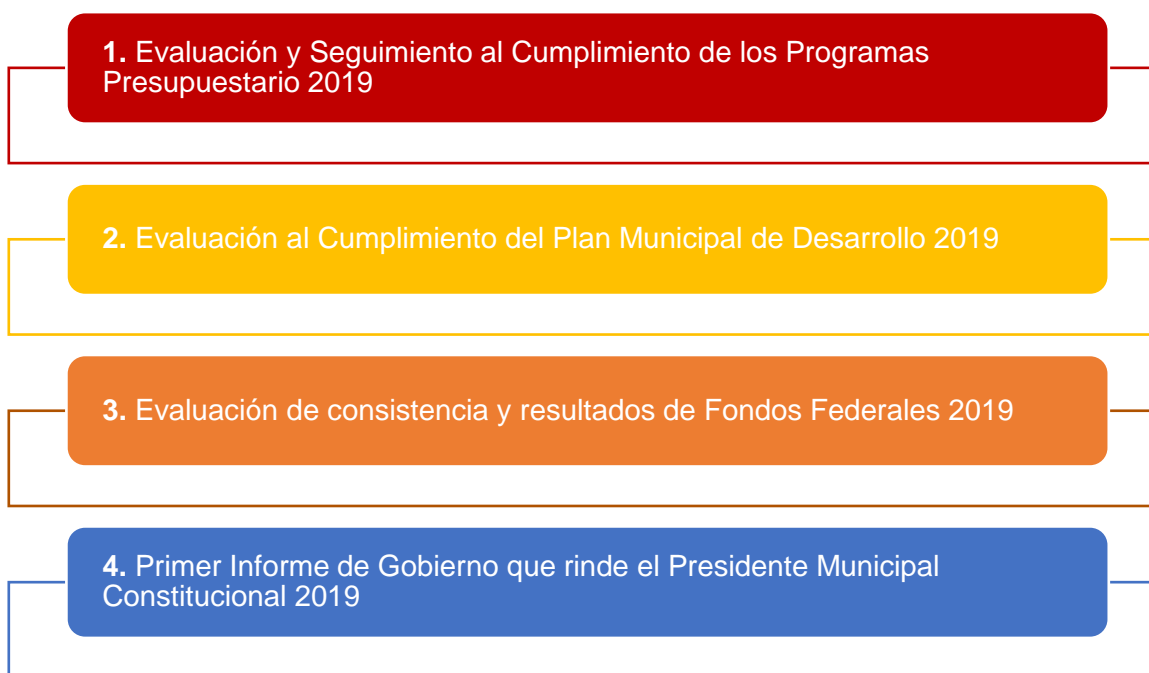 1. Evaluación y Seguimiento al Cumplimiento de los Programas
Presupuestario 2019
2. Evaluación al Cumplimiento del Plan Municipal de Desarrollo 2019
3. Evaluación de consistencia y resultados de Fondos Federales 2019
4. Primer Informe de Gobierno que rinde el Presidente Municipal
Constitucional 2019